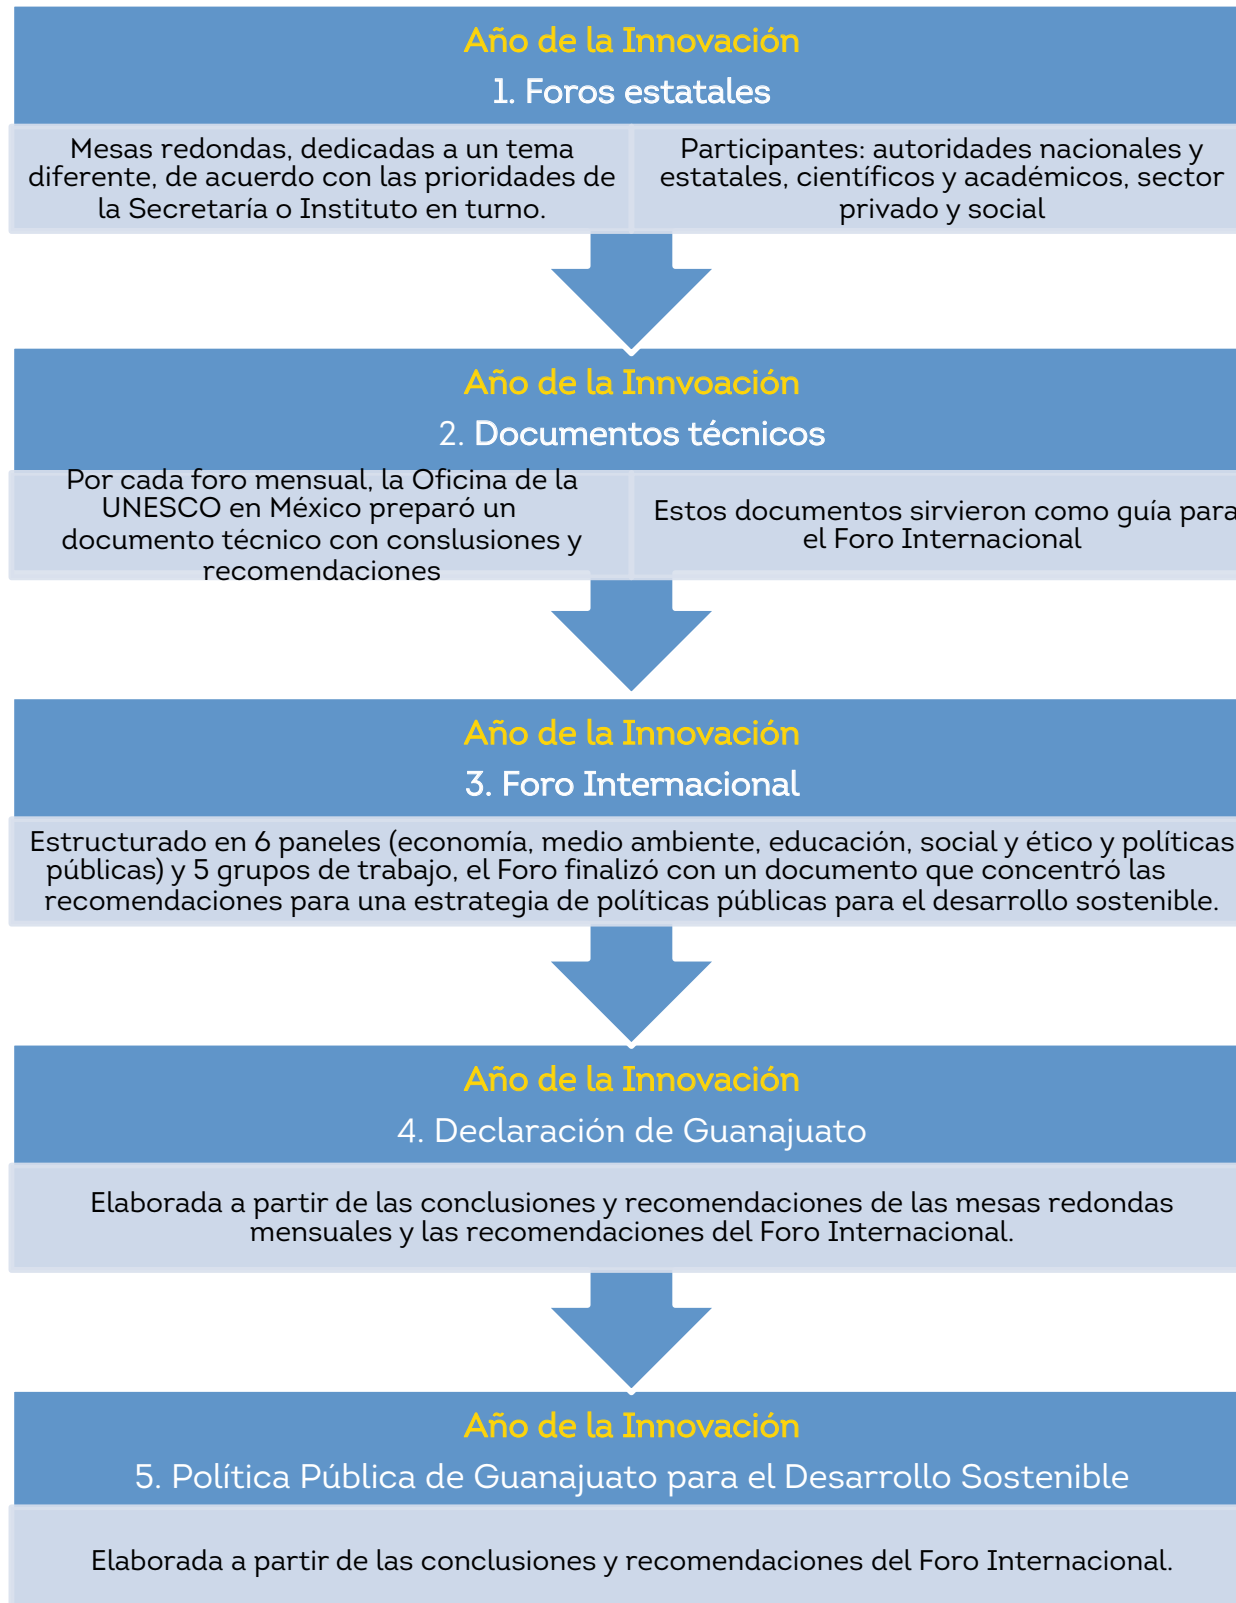 Año de la Innovación
1. Foros estatales
Mesas redondas, dedicadas a un tema
diferente, de acuerdo con las prioridades de
la Secretaría o Instituto en turno.
Participantes: autoridades nacionales y
estatales, científicos y académicos, sector
privado y social
Año de la Innvoación
2. Documentos técnicos
Por cada foro mensual, la Oficina de la
UNESCO en México preparó un
documento técnico con conslusiones y
recomendaciones
Estos documentos sirvieron como guía para
el Foro Internacional
Año de la Innovación
3. Foro Internacional
Estructurado en 6 paneles (economía, medio ambiente, educación, social y ético y políticas
públicas) y 5 grupos de trabajo, el Foro finalizó con un documento que concentró las
recomendaciones para una estrategia de políticas públicas para el desarrollo sostenible.
Año de la Innovación
4. Declaración de Guanajuato
Elaborada a partir de las conclusiones y recomendaciones de las mesas redondas
mensuales y las recomendaciones del Foro Internacional.
Año de la Innovación
5. Política Pública de Guanajuato para el Desarrollo Sostenible
Elaborada a partir de las conclusiones y recomendaciones del Foro Internacional.